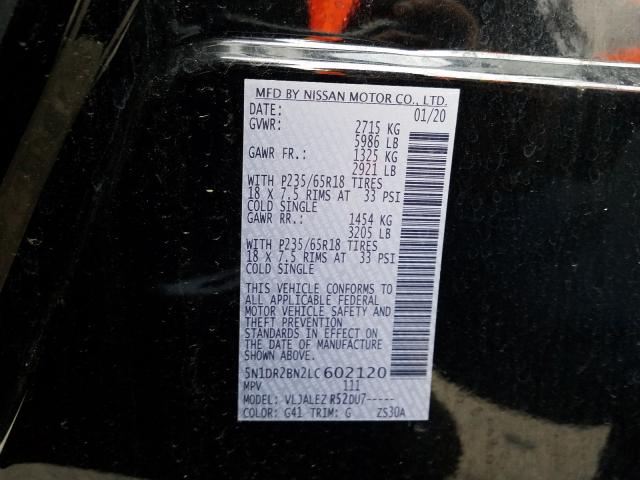 MFD BY NISSAN MOTOR CO., LTD.
DATE: 01/20
GVWR: 2715 KG
5986 LB
GAWR FR.: 1325 KG
2921 LB
WITH P235/65R18 TIRES
18 X 7.5 RIMS AT 33 PSI
COLD SINGLE
GAWR RR.: 1454 KG
3205 LB
WITH P235/65R18 TIRES
18 X 7.5 RIMS AT 33 PSI
COLD SINGLE
THIS VEHICLE CONFORMS TO
ALL APPLICABLE FEDERAL
MOTOR VEHICLE SAFETY AND
THEFT PREVENTION
STANDARDS IN EFFECT ON
THE DATE OF MANUFACTURE
SHOWN ABOVE.
5N1DR2BN2LC602120
MPV 111
MODEL: VLJALEZ R52DU7-----
COLOR: G41 TRIM: G ZS30A